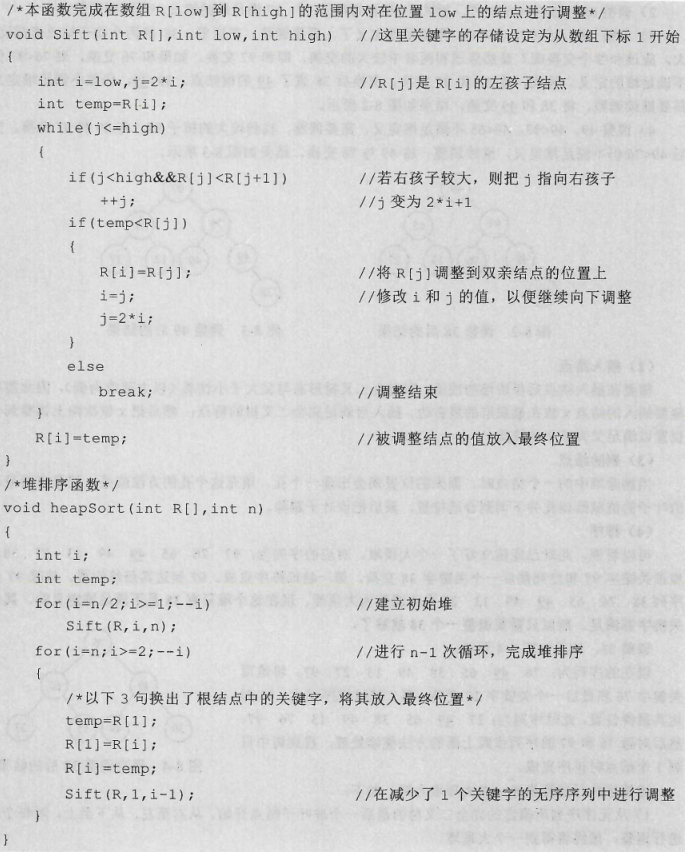 /*本函数完成在数组 R[low]到 R[high]的范围内对在位置 low 上的结点进行调整*/
void Sift(int R[],int low,int high) //这里关键字的存储设定为从数组下标 1 开始
{
int i=low,j=2*i; //R[j]是 R[i]的左孩子结点
int temp=R[i];
while(j<=high)
{
if(j<high&&R[j]<R[j+1]) //若右孩子较大，则把 j 指向右孩子
++j; //j 变为 2*i+1
if(temp<R[j])
{
R[i]=R[j]; //将 R[j]调整到双亲结点的位置上
i=j; //修改 i 和 j 的值，以便继续向下调整
j=2*i;
}
else
break; //调整结束
}
R[i]=temp; //被调整结点的值放入最终位置
}
/*堆排序函数*/
void heapSort(int R[],int n)
{
int i;
int temp;
for(i=n/2;i>=1;--i) //建立初始堆
Sift(R,i,n);
for(i=n;i>=2;--i) //进行 n-1 次循环，完成堆排序
{
/*以下 3 句换出了根结点中的关键字，将其放入最终位置*/
temp=R[1];
R[1]=R[i];
R[i]=temp;
Sift(R,1,i-1); //在减少了 1 个关键字的无序序列中进行调整
}
}